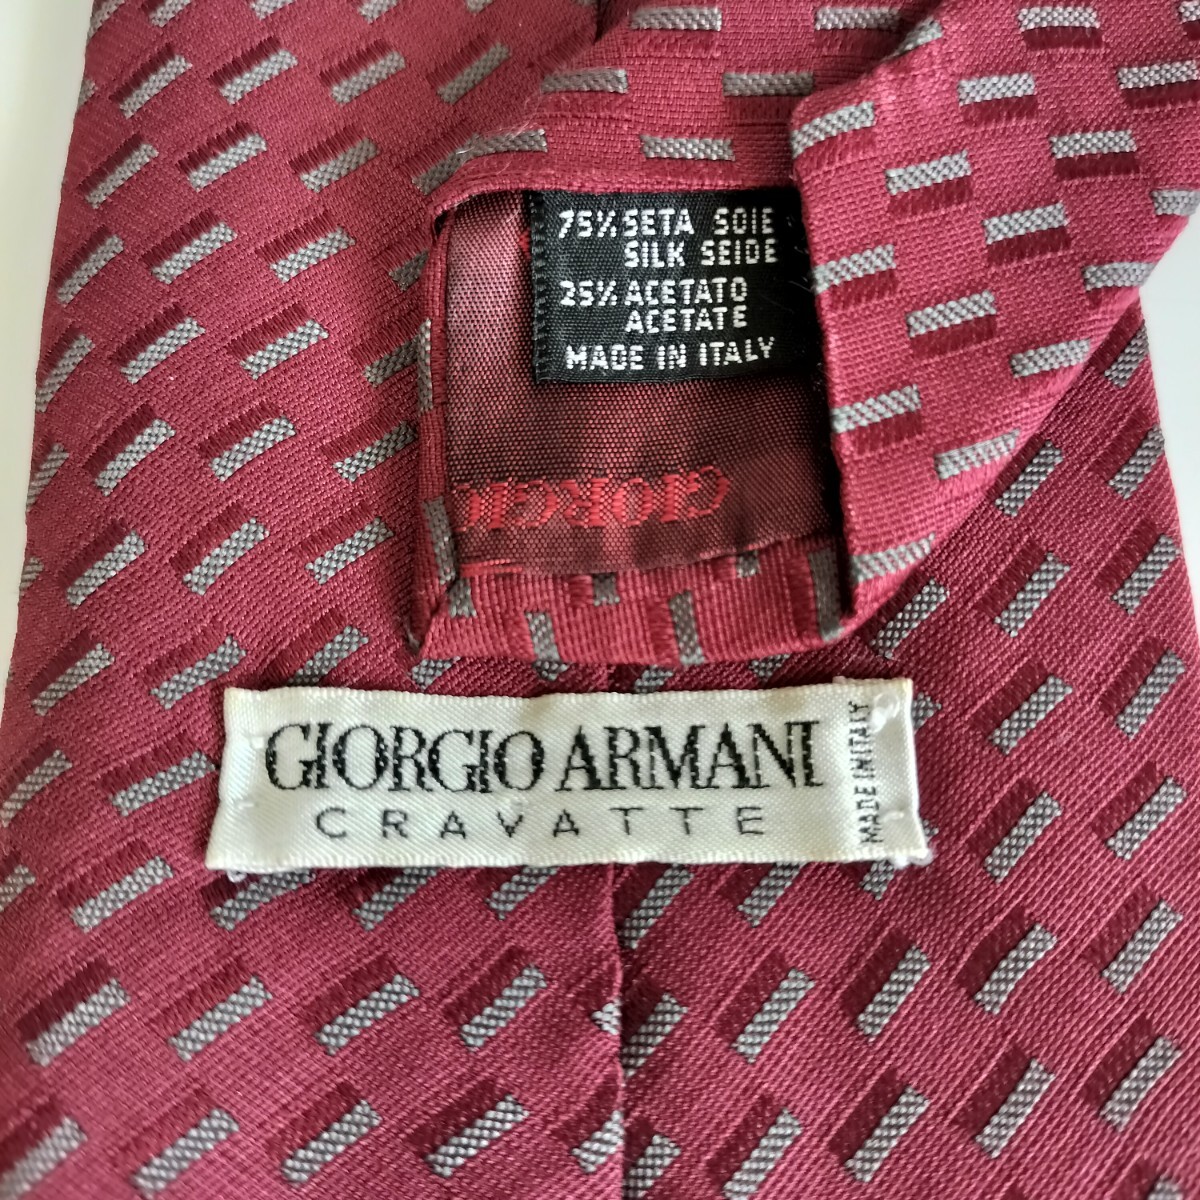 75% SETA SOIE
SILK SEIDE
25% ACETATO
ACETATE
MADE IN ITALY
GIORGIO
GIORGIO ARMANI
CRAVATTE
MADE IN ITALY